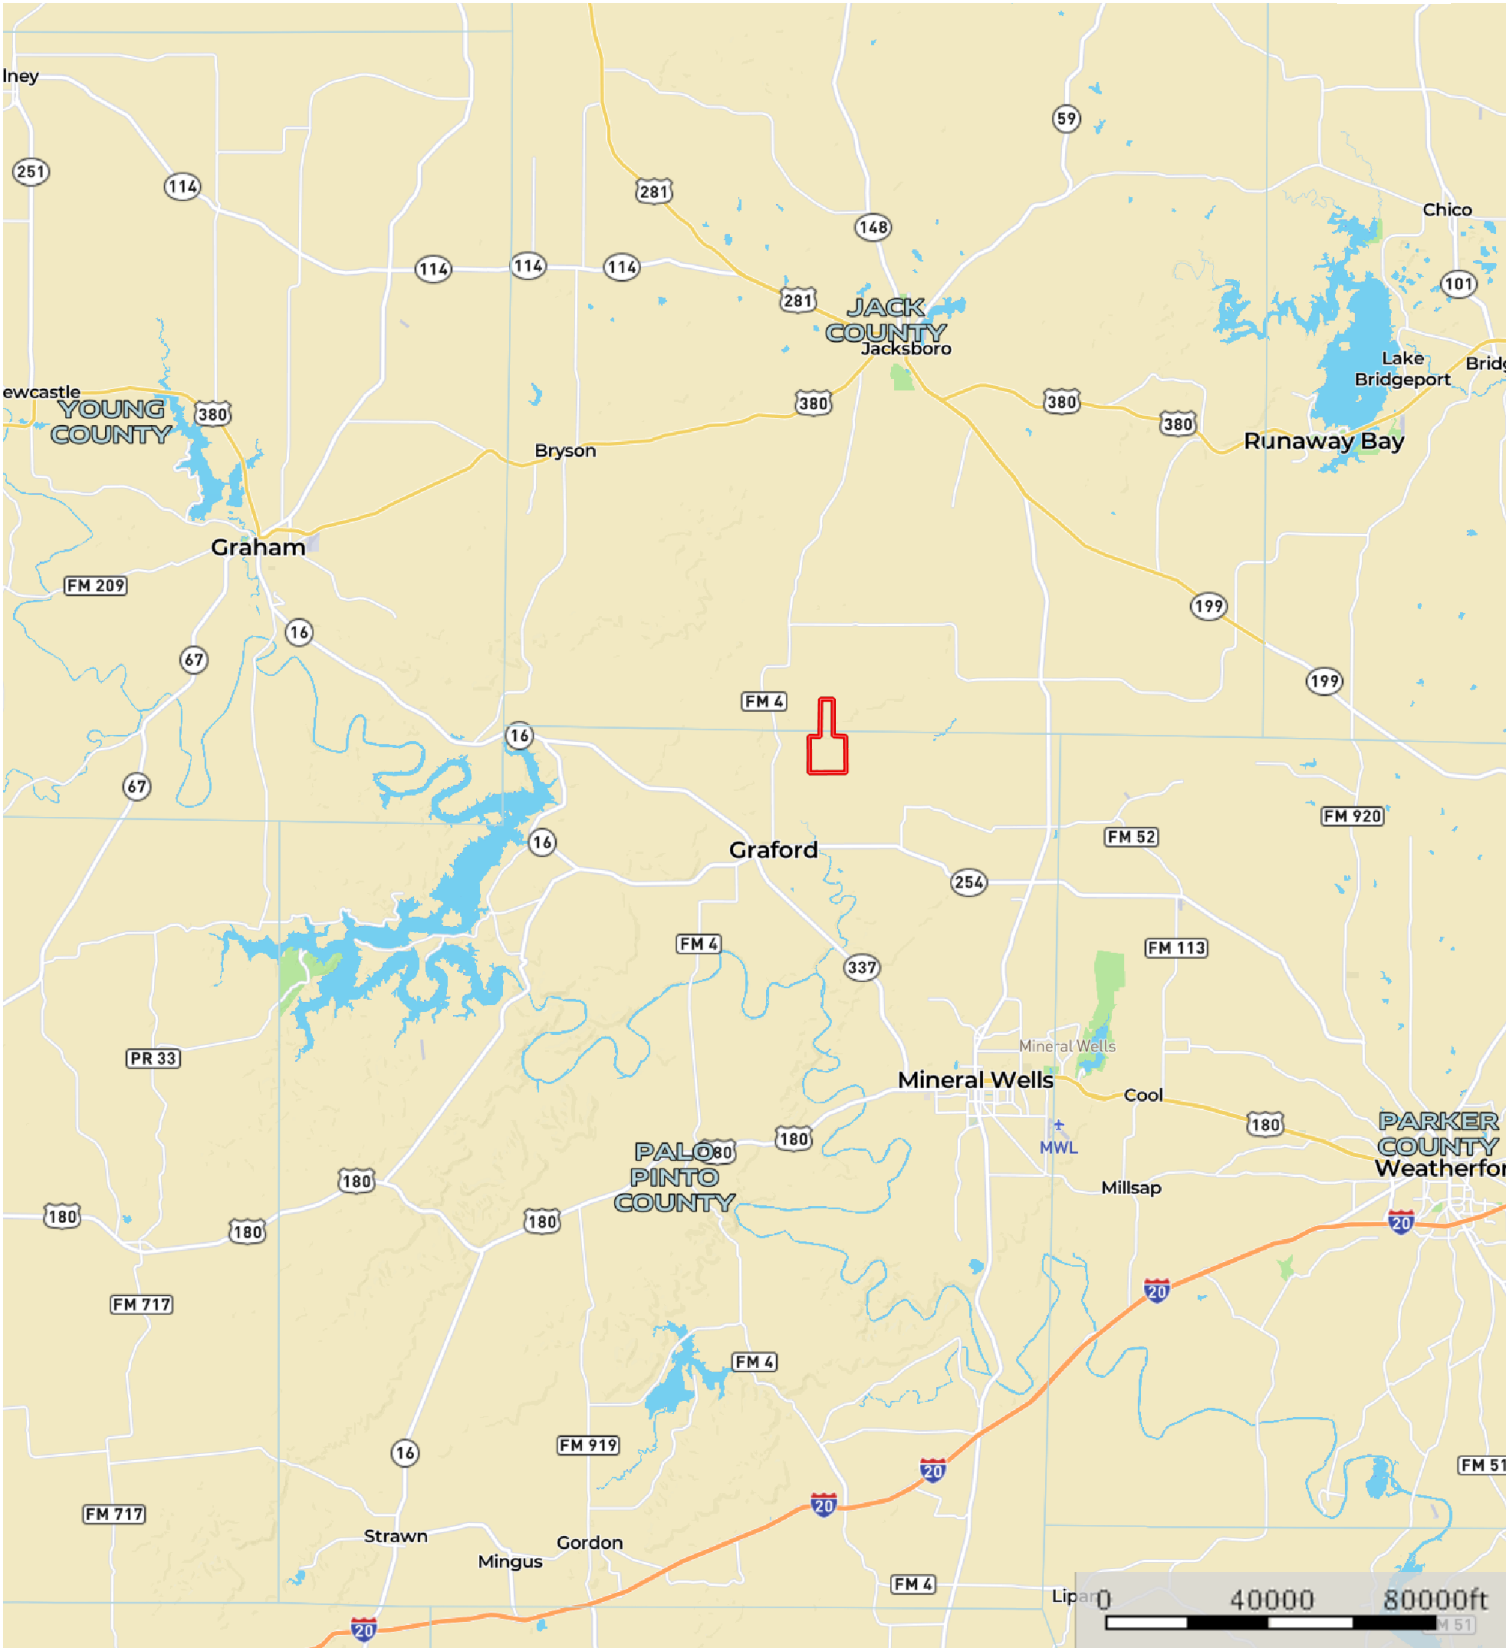 lney
59
251
114
281
Chico
148
114
114
114
101
281
JACK
COUNTY
Jacksboro
Lake
Bridgeport
Bridg
ewcastle
380
380
380
YOUNG
COUNTY
380
Runaway Bay
Bryson
Graham
FM 209
199
16
67
199
FM 4
16
67
FM 920
FM 52
16
Graford
254
FM 4
FM 113
337
Mineral Wells
PR 33
Mineral Wells
Cool
180
PARKER
COUNTY
Weatherfor
180
MWL
PALO
PINTO
COUNTY
80
180
Millsap
180
180
180
20
20
FM 717
FM 4
16
FM 919
FM 51
20
20
FM 717
Strawn
Gordon
Mingus
FM 4
Lipan
0 40000 80000ft
M 51
20